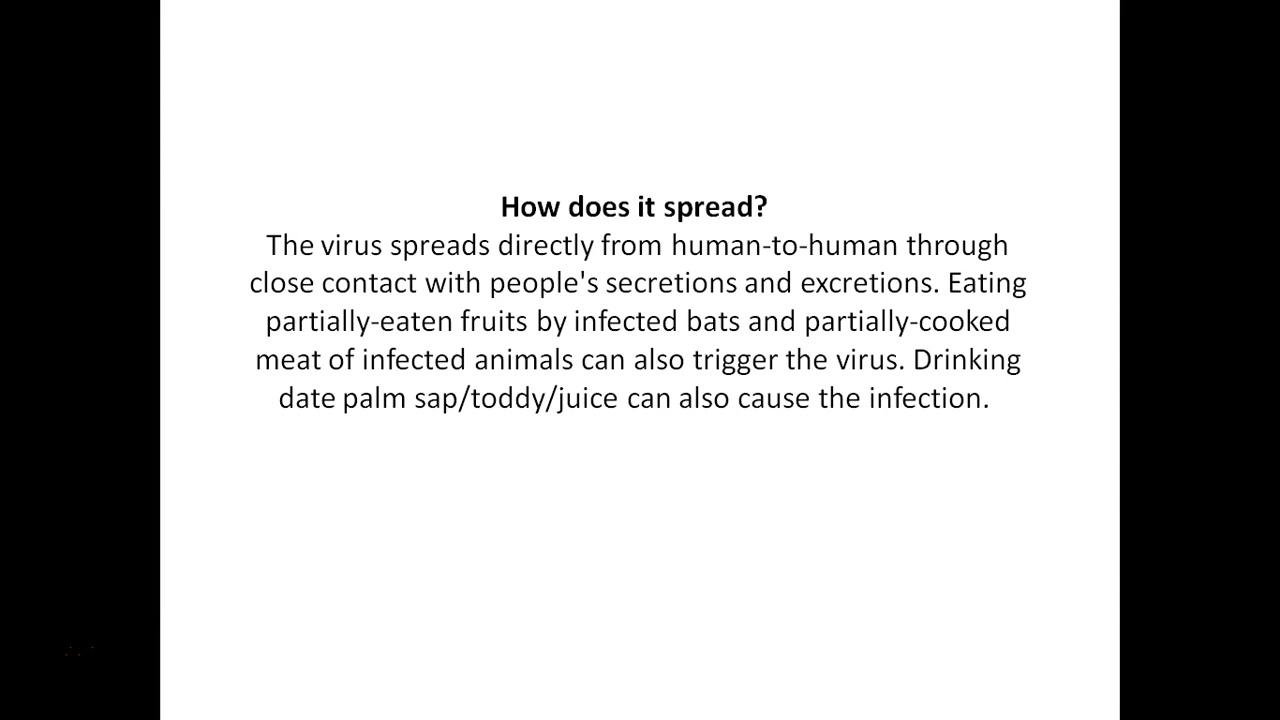 How does it spread?
The virus spreads directly from human-to-human through
close contact with people's secretions and excretions. Eating
partially-eaten fruits by infected bats and partially-cooked
meat of infected animals can also trigger the virus. Drinking
date palm sap/toddy/juice can also cause the infection.